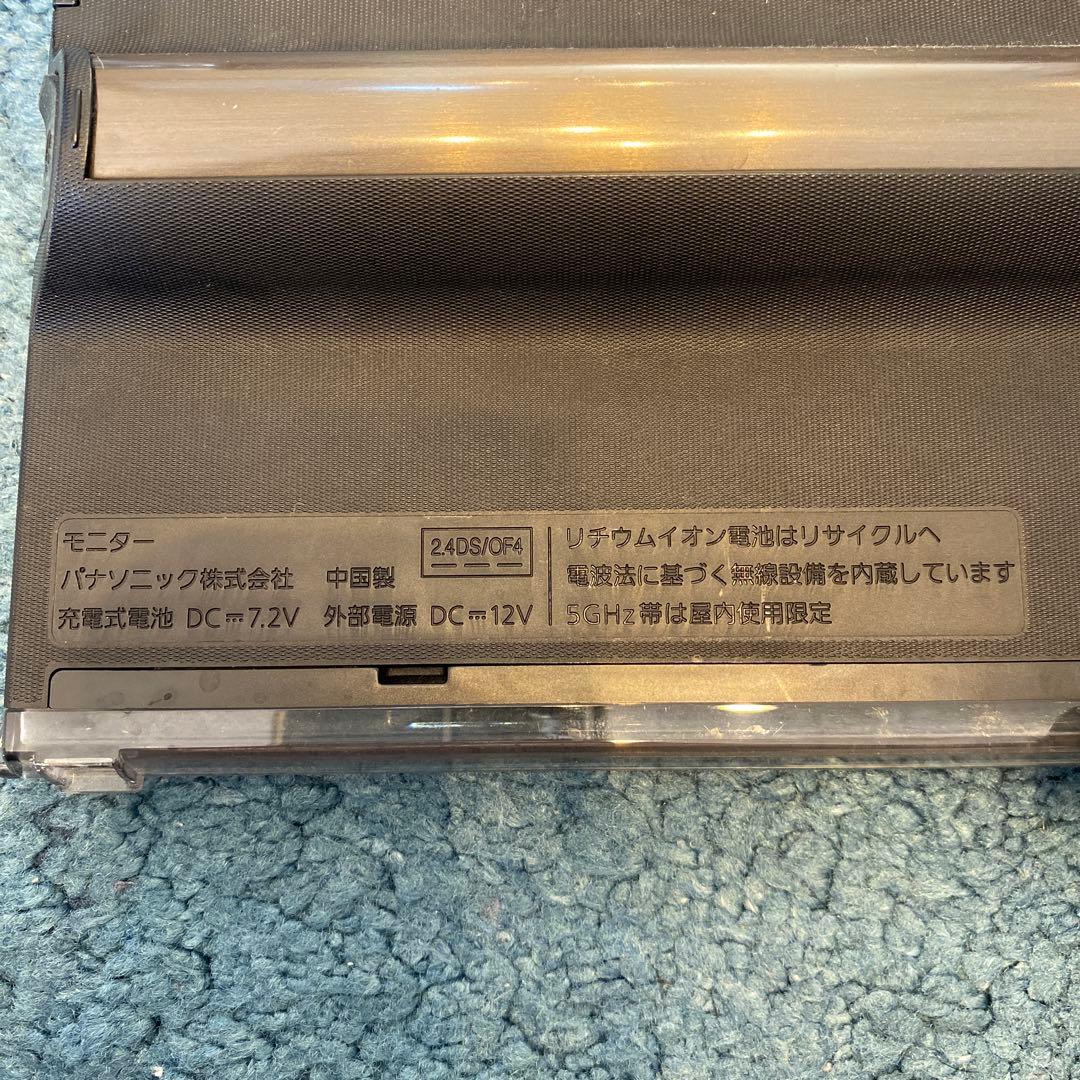 モニター
パナソニック株式会社 中国製
2.4DS/OF4
充電式電池 DC⎓7.2V 外部電源 DC⎓12V
リチウムイオン電池はリサイクルへ
電波法に基づく無線設備を内蔵しています
5GHz帯は屋内使用限定